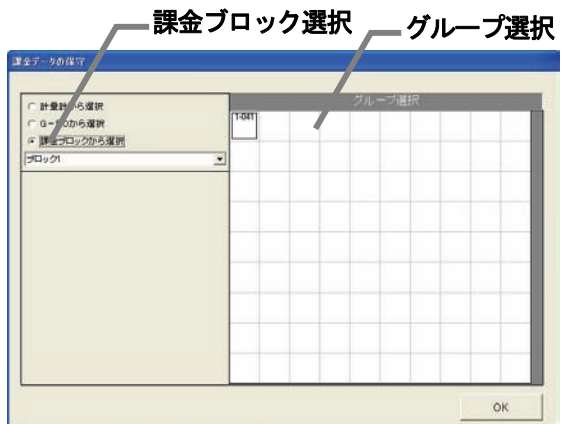 課金ブロック選択
グループ選択
課金データの保守
グループ選択
計量計から選択
から選択
課金ブロックから選択
ブロック1
1-041
OK